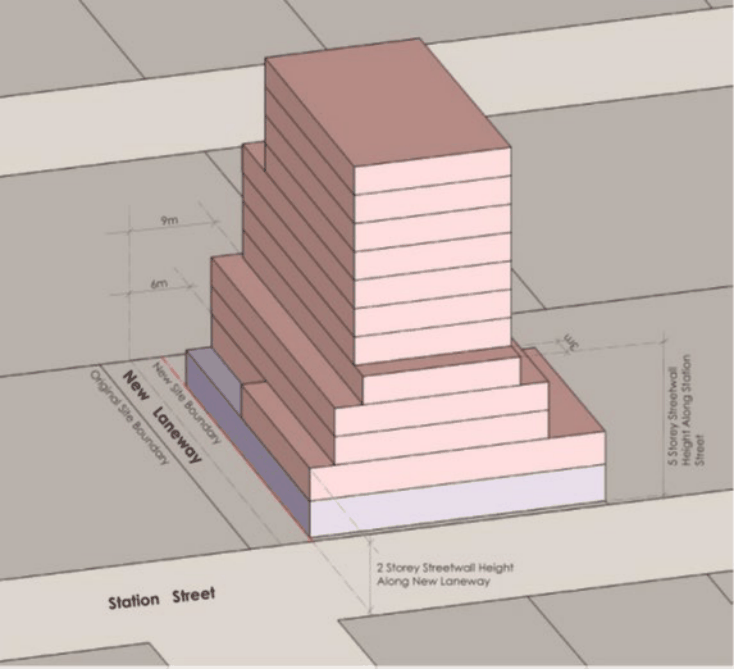 9m
6m
3m
New Site Boundary
New Laneway
Original Site Boundary
5 Storey Streetwall
Height Along Station
Street
2 Storey Streetwall Height
Along New Laneway
Station Street